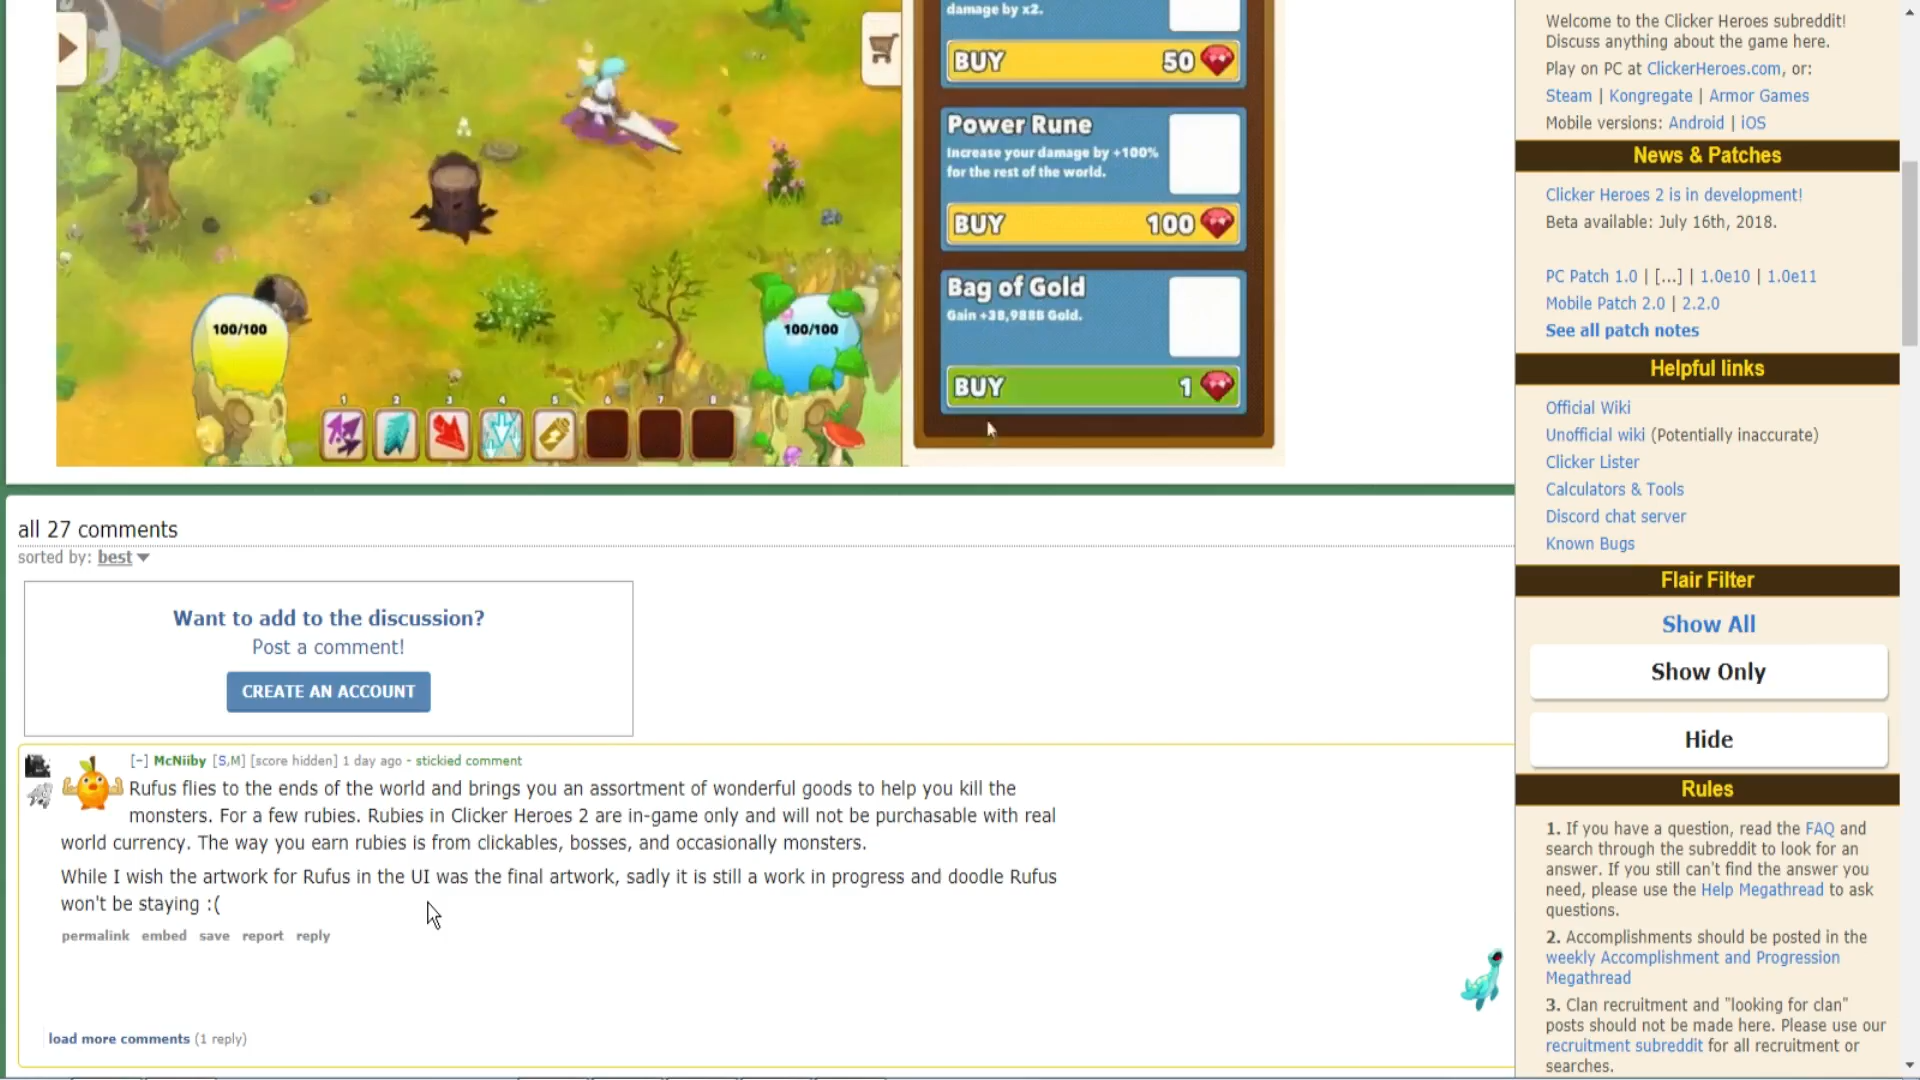 damage by x2.
BUY 50
Power Rune
Increase your damage by +100%
for the rest of the world.
BUY 100
Bag of Gold
Gain +38,988B Gold.
BUY 1
100/100
100/100
1 2 3 4 5 6 7 8
all 27 comments
sorted by: best
Want to add to the discussion?
Post a comment!
CREATE AN ACCOUNT
[–] McNiiby [S,M] [score hidden] 1 day ago - stickied comment
Rufus flies to the ends of the world and brings you an assortment of wonderful goods to help you kill the
monsters. For a few rubies. Rubies in Clicker Heroes 2 are in-game only and will not be purchasable with real
world currency. The way you earn rubies is from clickables, bosses, and occasionally monsters.
While I wish the artwork for Rufus in the UI was the final artwork, sadly it is still a work in progress and doodle Rufus
won't be staying :(
permalink embed save report reply
load more comments (1 reply)
Welcome to the Clicker Heroes subreddit!
Discuss anything about the game here.
Play on PC at ClickerHeroes.com, or:
Steam | Kongregate | Armor Games
Mobile versions: Android | iOS
News & Patches
Clicker Heroes 2 is in development!
Beta available: July 16th, 2018.
PC Patch 1.0 | [...] | 1.0e10 | 1.0e11
Mobile Patch 2.0 | 2.2.0
See all patch notes
Helpful links
Official Wiki
Unofficial wiki (Potentially inaccurate)
Clicker Lister
Calculators & Tools
Discord chat server
Known Bugs
Flair Filter
Show All
Show Only
Hide
Rules
1. If you have a question, read the FAQ and
search through the subreddit to look for an
answer. If you still can't find the answer you
need, please use the Help Megathread to ask
questions.
2. Accomplishments should be posted in the
weekly Accomplishment and Progression
Megathread
3. Clan recruitment and "looking for clan"
posts should not be made here. Please use our
recruitment subreddit for all recruitment or
searches.